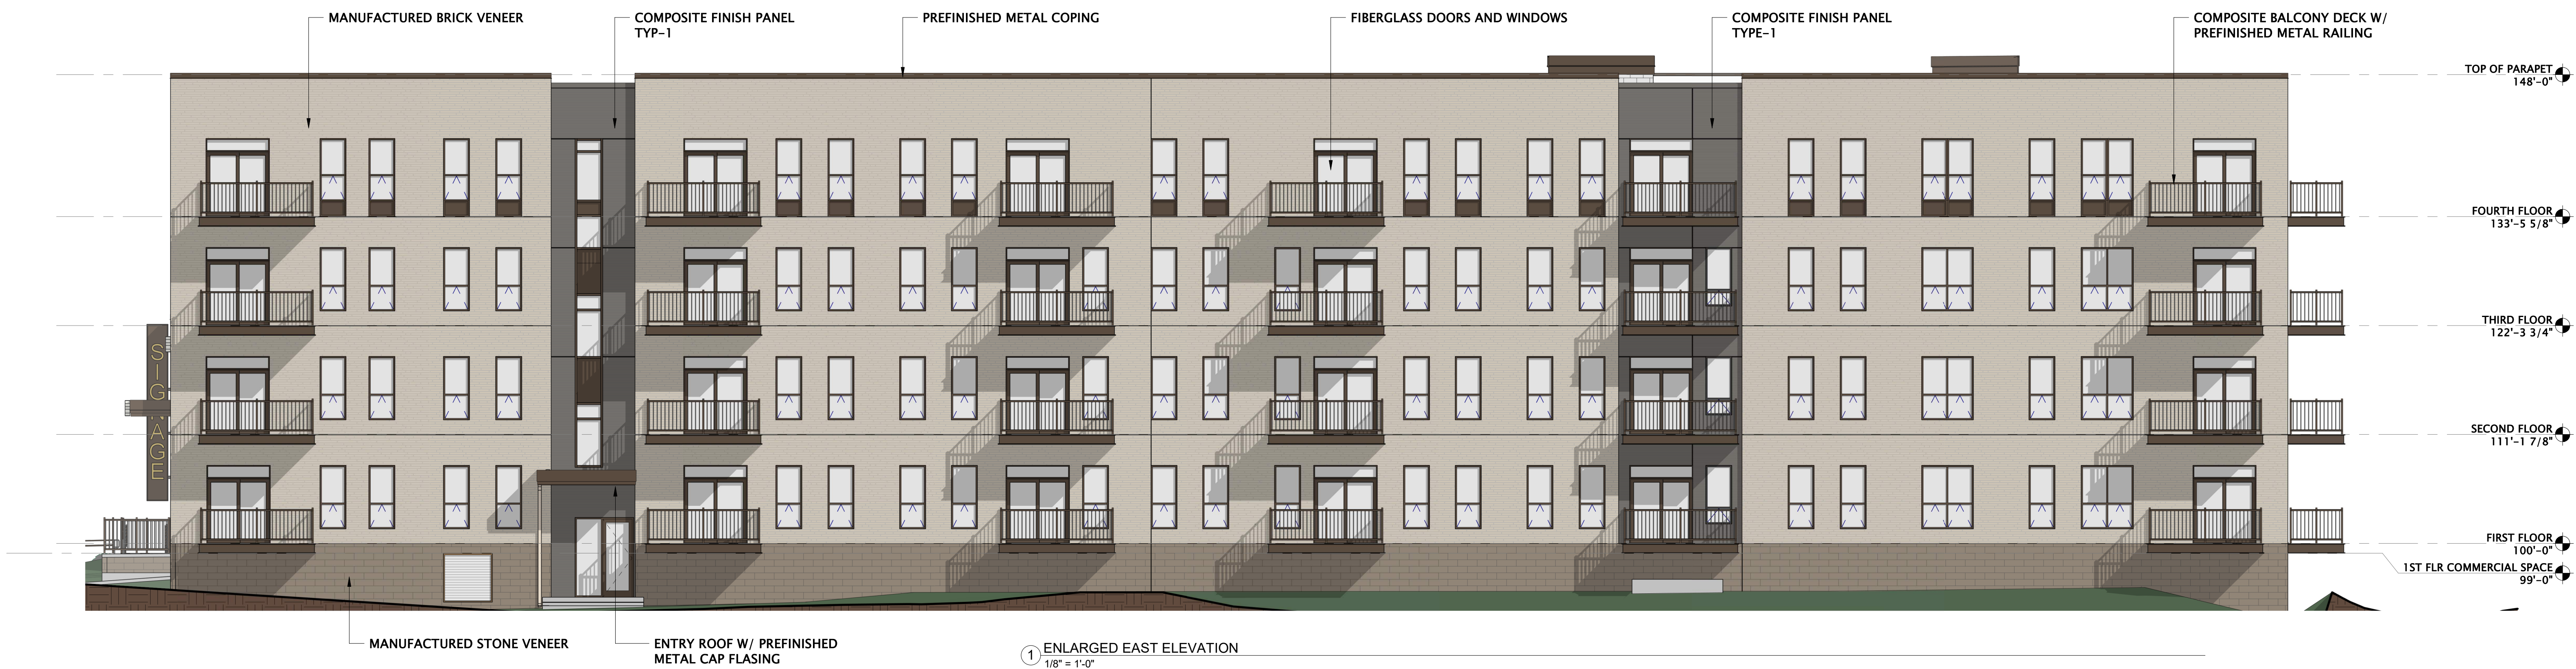 MANUFACTURED BRICK VENEER
COMPOSITE FINISH PANEL
TYP-1
PREFINISHED METAL COPING
FIBERGLASS DOORS AND WINDOWS
COMPOSITE FINISH PANEL
TYPE-1
COMPOSITE BALCONY DECK W/
PREFINISHED METAL RAILING
TOP OF PARAPET
148'-0"
FOURTH FLOOR
133'-5 5/8"
THIRD FLOOR
122'-3 3/4"
SECOND FLOOR
111'-1 7/8"
FIRST FLOOR
100'-0"
1ST FLR COMMERCIAL SPACE
99'-0"
SIGNAGE
MANUFACTURED STONE VENEER
ENTRY ROOF W/ PREFINISHED
METAL CAP FLASING
1 ENLARGED EAST ELEVATION
1/8" = 1'-0"